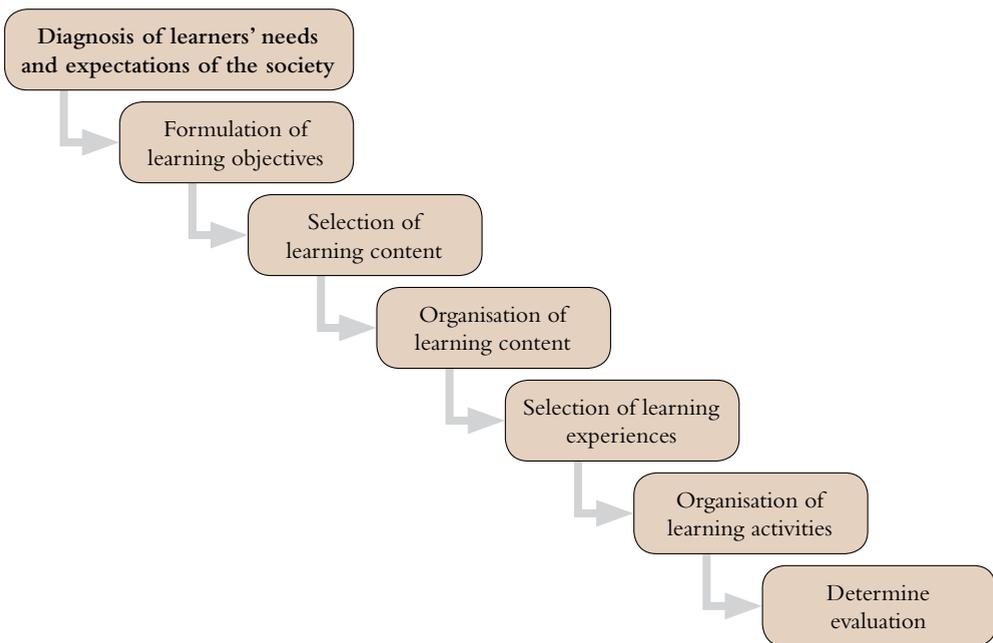 Diagnosis of learners’ needs
and expectations of the society
Formulation of
learning objectives
Selection of
learning content
Organisation of
learning content
Selection of learning
experiences
Organisation of
learning activities
Determine
evaluation